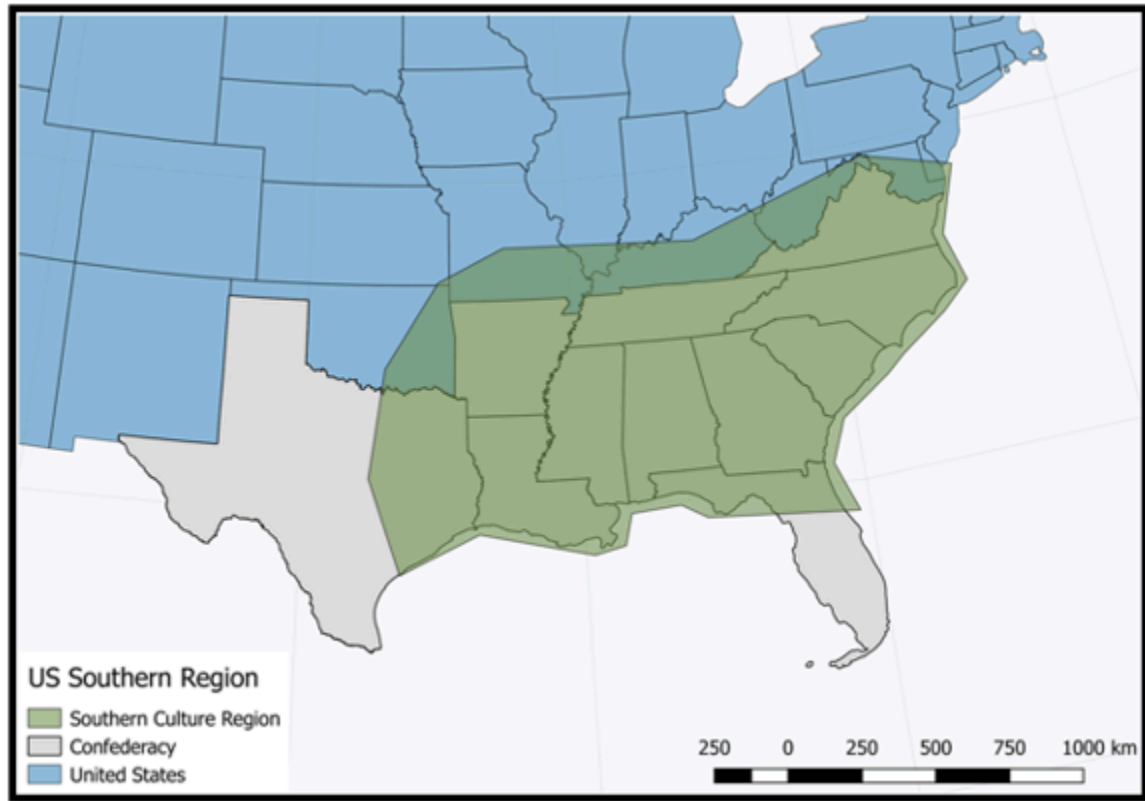 US Southern Region
Southern Culture Region
Confederacy
United States
250 0 250 500 750 1000 km